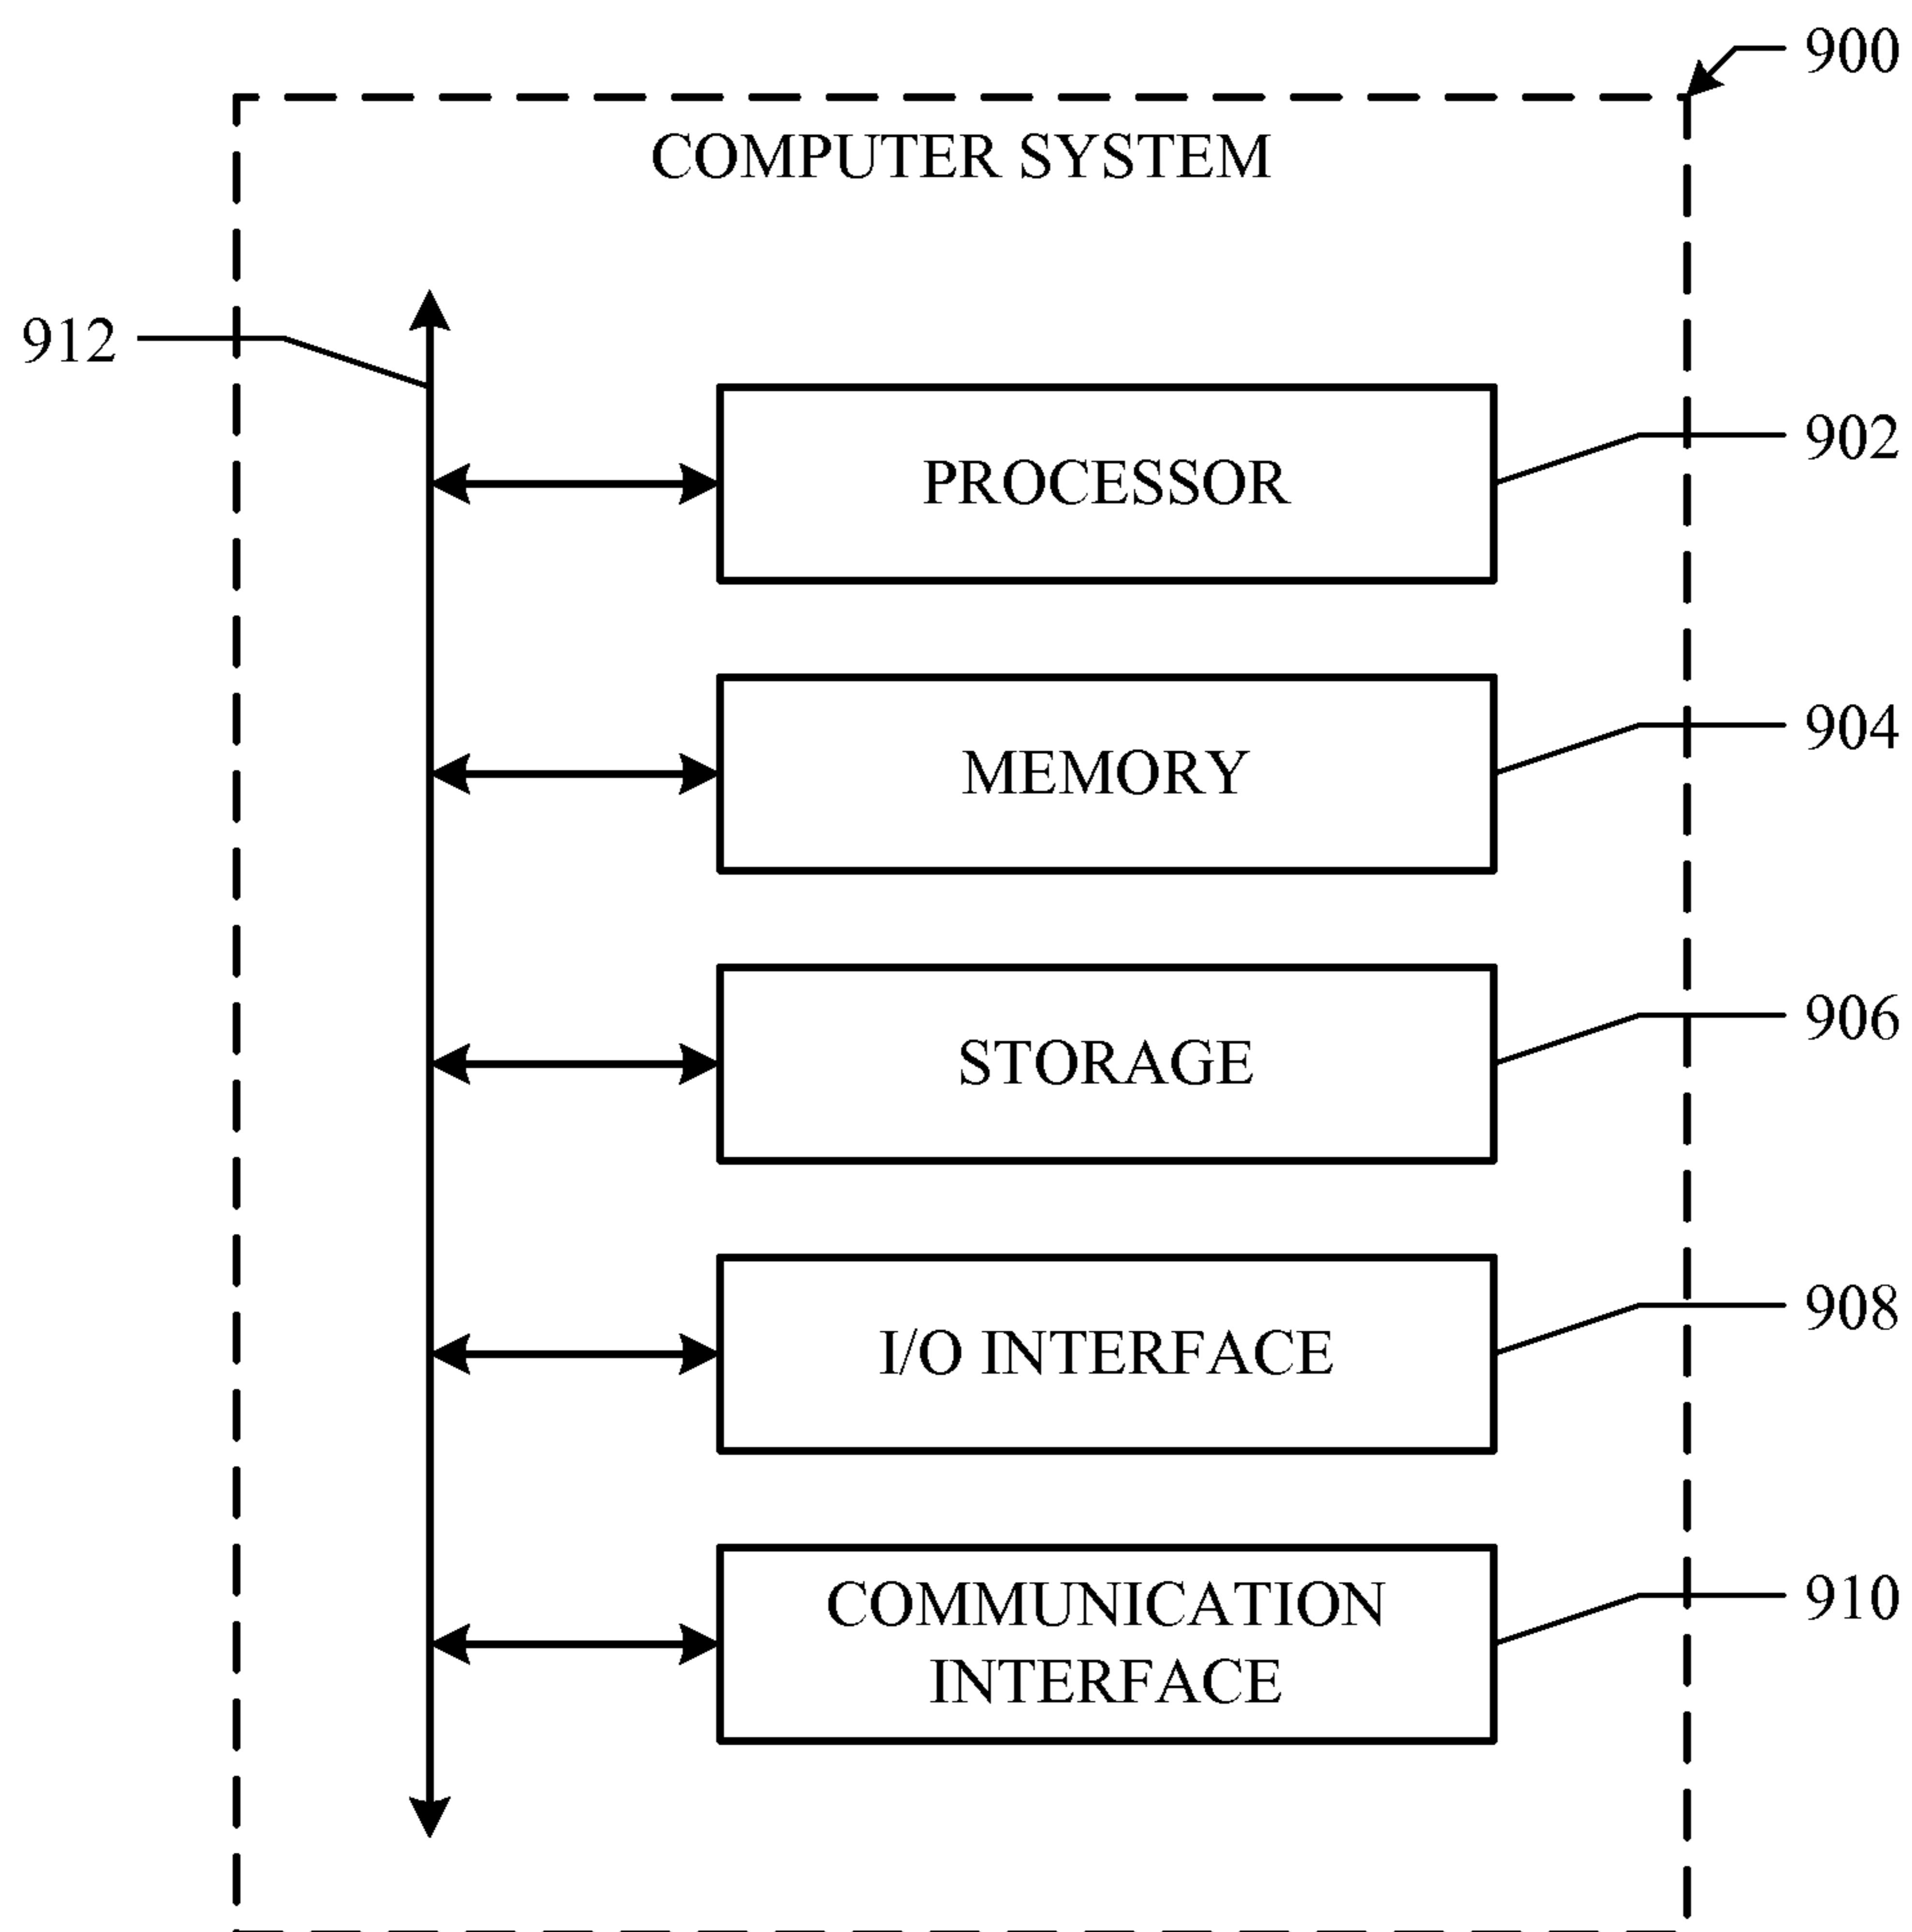 900
COMPUTER SYSTEM
912
902
PROCESSOR
904
MEMORY
906
STORAGE
908
I/O INTERFACE
910
COMMUNICATION
INTERFACE